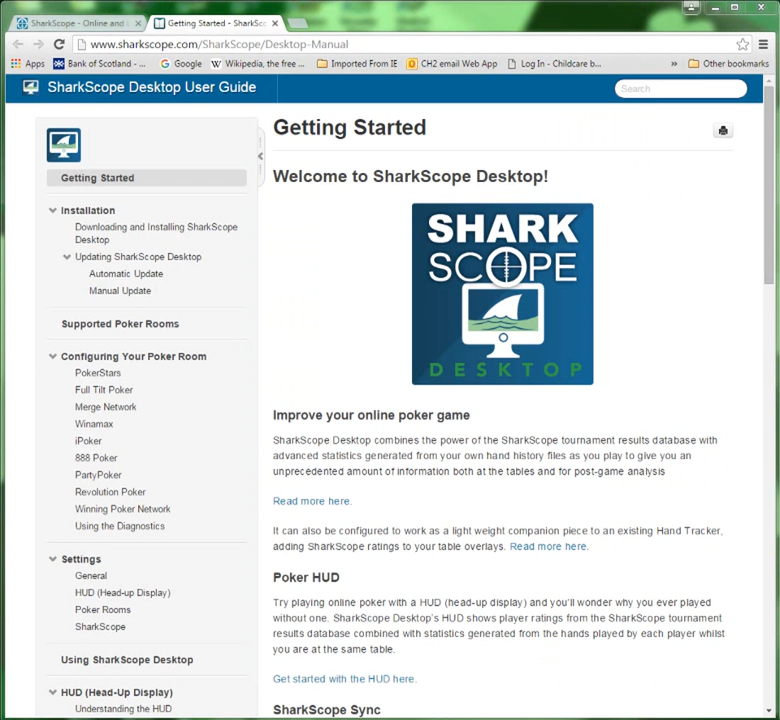 SharkScope - Online and L
Getting Started - SharkSc
www.sharkscope.com/SharkScope/Desktop-Manual
Apps
Bank of Scotland - ...
Google
Wikipedia, the free ...
Imported From IE
CH2 email Web App
Log In - Childcare b...
»
Other bookmarks
SharkScope Desktop User Guide
Search
Getting Started
Installation
Downloading and Installing SharkScope
Desktop
Updating SharkScope Desktop
Automatic Update
Manual Update
Supported Poker Rooms
Configuring Your Poker Room
PokerStars
Full Tilt Poker
Merge Network
Winamax
iPoker
888 Poker
PartyPoker
Revolution Poker
Winning Poker Network
Using the Diagnostics
Settings
General
HUD (Head-up Display)
Poker Rooms
SharkScope
Using SharkScope Desktop
HUD (Head-Up Display)
Understanding the HUD
Getting Started
Welcome to SharkScope Desktop!
SHARK
SCOPE
DESKTOP
Improve your online poker game
SharkScope Desktop combines the power of the SharkScope tournament results database with
advanced statistics generated from your own hand history files as you play to give you an
unprecedented amount of information both at the tables and for post-game analysis
Read more here.
It can also be configured to work as a light weight companion piece to an existing Hand Tracker,
adding SharkScope ratings to your table overlays. Read more here.
Poker HUD
Try playing online poker with a HUD (head-up display) and you'll wonder why you ever played
without one. SharkScope Desktop's HUD shows player ratings from the SharkScope tournament
results database combined with statistics generated from the hands played by each player whilst
you are at the same table.
Get started with the HUD here.
SharkScope Sync